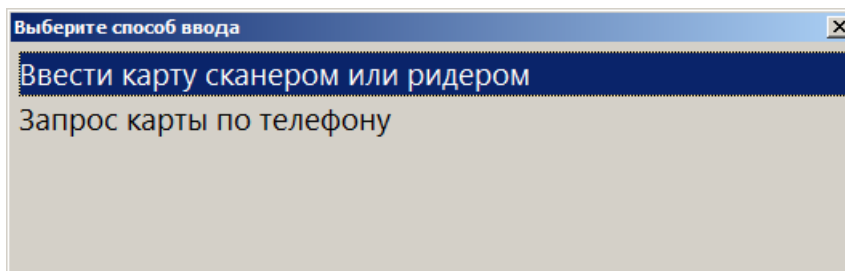 Выберите способ ввода
Ввести карту сканером или ридером
Запрос карты по телефону